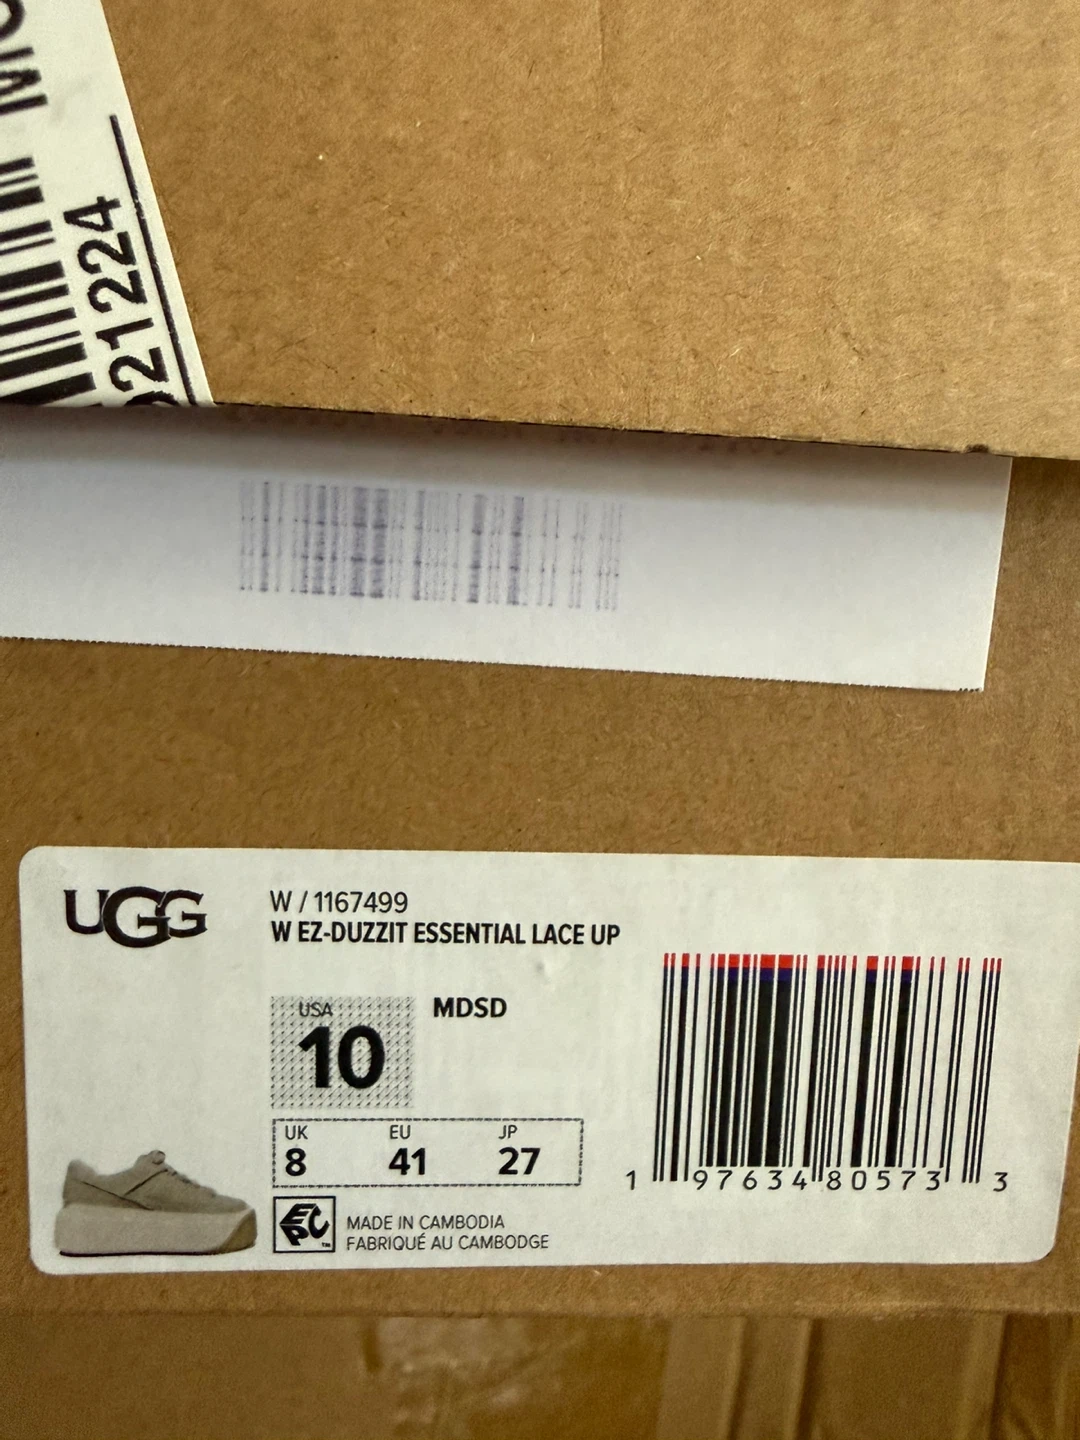 21224
UGG
W / 1167499
W EZ-DUZZIT ESSENTIAL LACE UP
USA
10
MDSD
UK EU JP
8 41 27
EPC
MADE IN CAMBODIA
FABRIQUÉ AU CAMBODGE
1 97634 80573 3